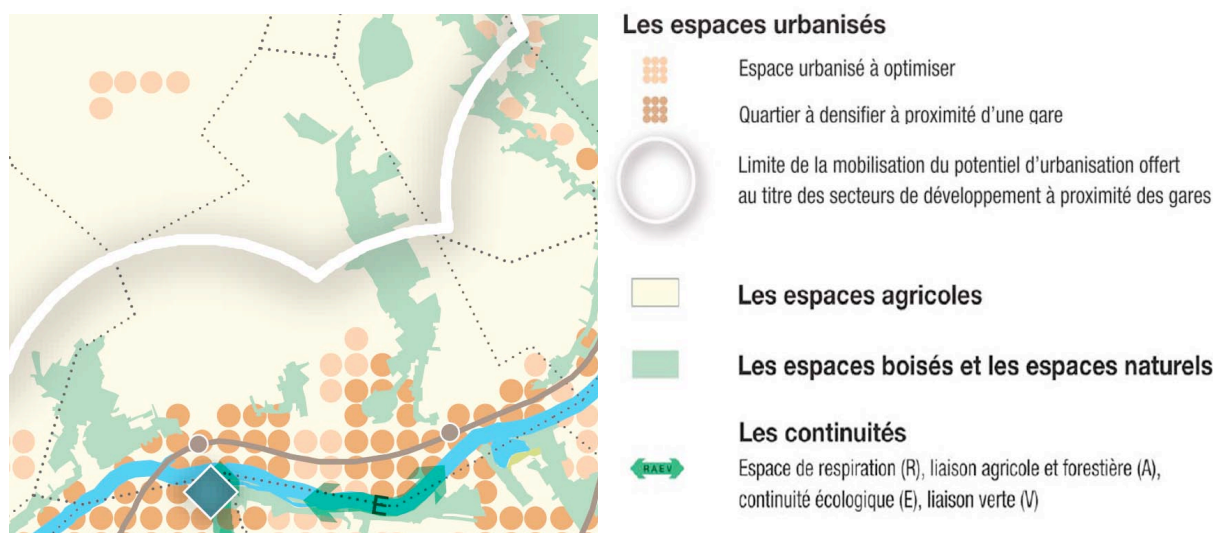 Les espaces urbanisés
Espace urbanisé à optimiser
Quartier à densifier à proximité d'une gare
Limite de la mobilisation du potentiel d'urbanisation offert
au titre des secteurs de développement à proximité des gares
Les espaces agricoles
Les espaces boisés et les espaces naturels
Les continuités
RAEV
Espace de respiration (R), liaison agricole et forestière (A),
continuité écologique (E), liaison verte (V)
E